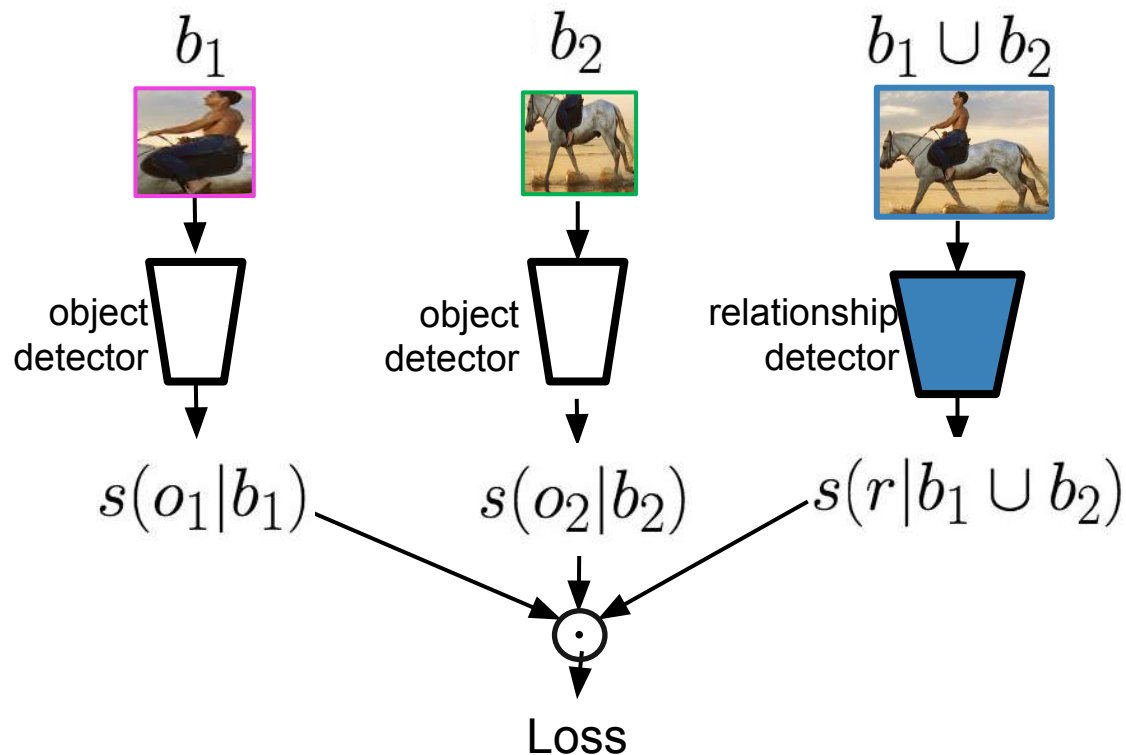 b₁
b₂
b₁ ∪ b₂
object
detector
object
detector
relationship
detector
s(o₁|b₁)
s(o₂|b₂)
s(r|b₁ ∪ b₂)
Loss